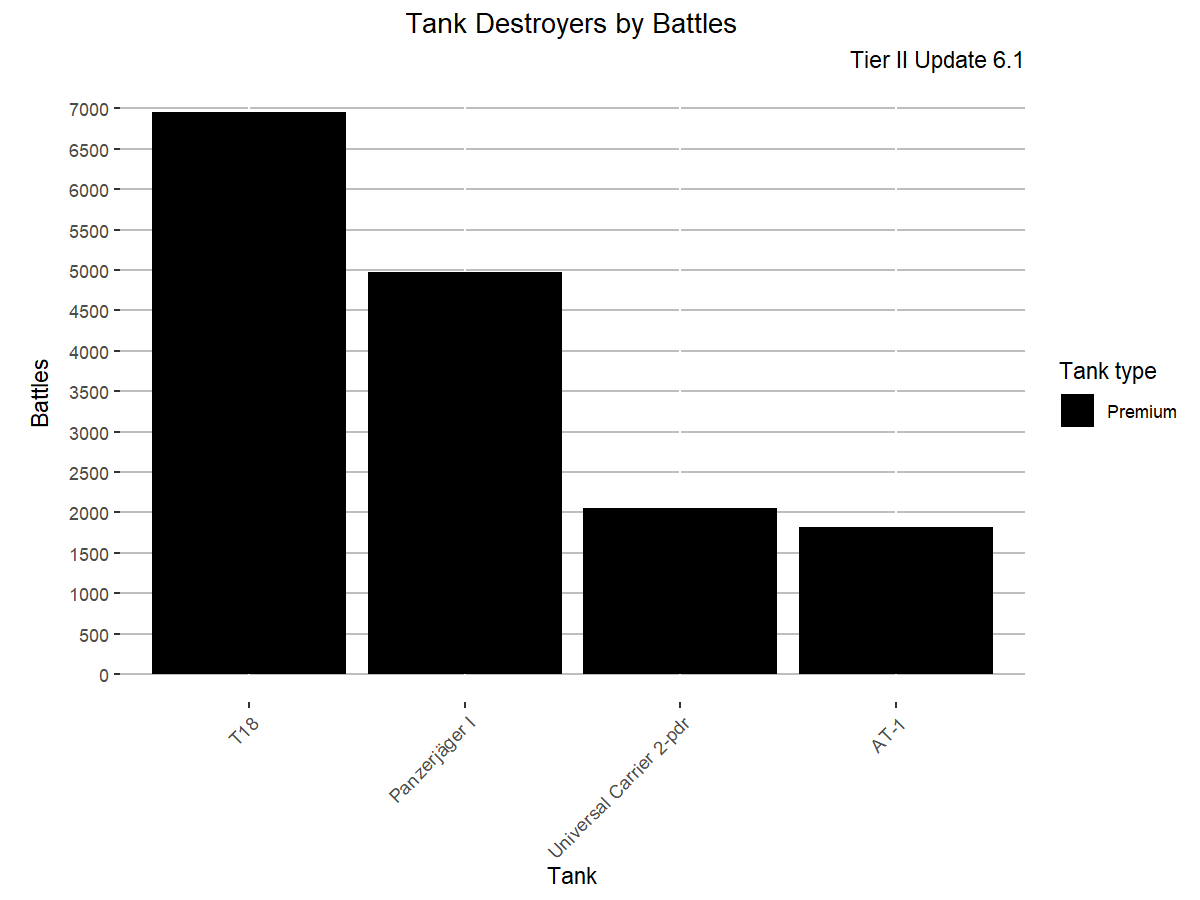 Tank Destroyers by Battles
Tier II Update 6.1
7000
6500
6000
5500
5000
4500
4000
3500
3000
2500
2000
1500
1000
500
0
Battles
T18
Panzerjäger I
Universal Carrier 2-pdr
AT-1
Tank
Tank type
Premium